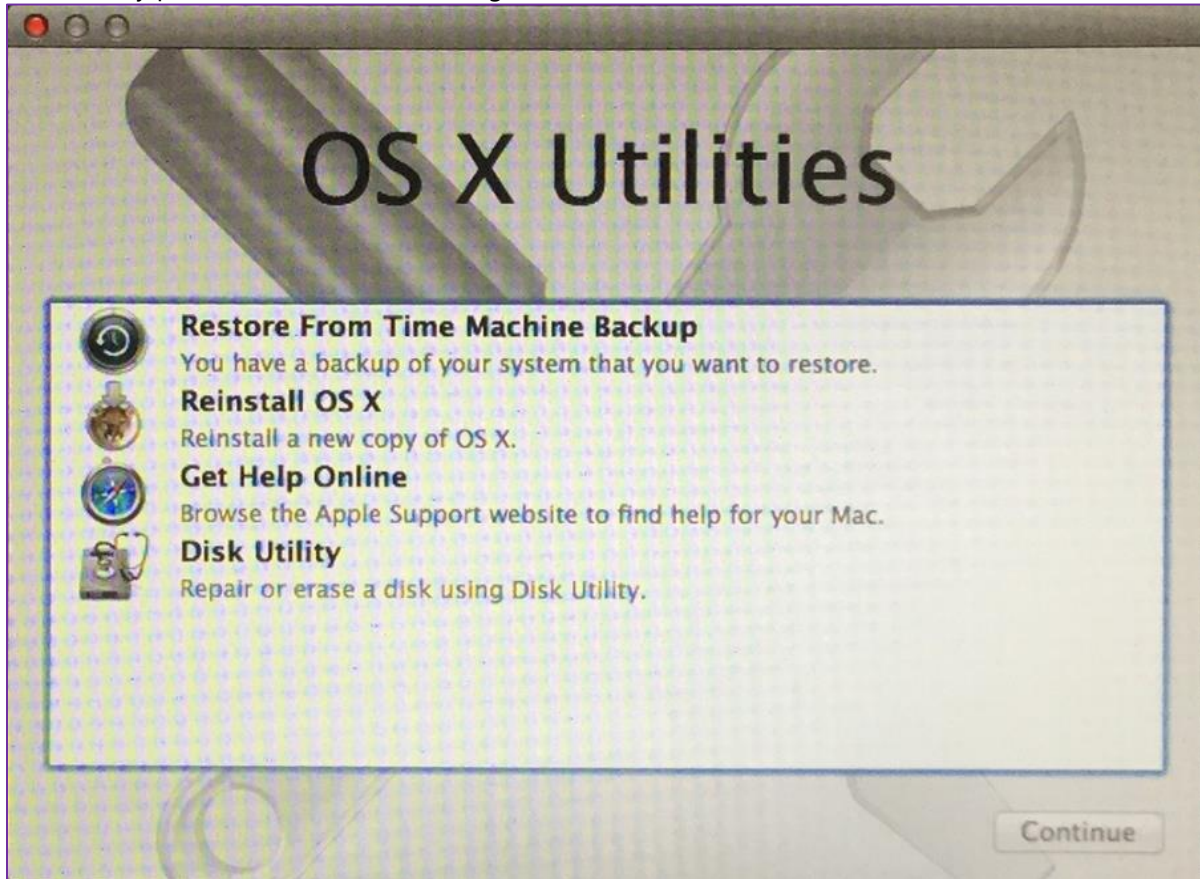 OS X Utilities
Restore From Time Machine Backup
You have a backup of your system that you want to restore.
Reinstall OS X
Reinstall a new copy of OS X.
Get Help Online
Browse the Apple Support website to find help for your Mac.
Disk Utility
Repair or erase a disk using Disk Utility.
Continue